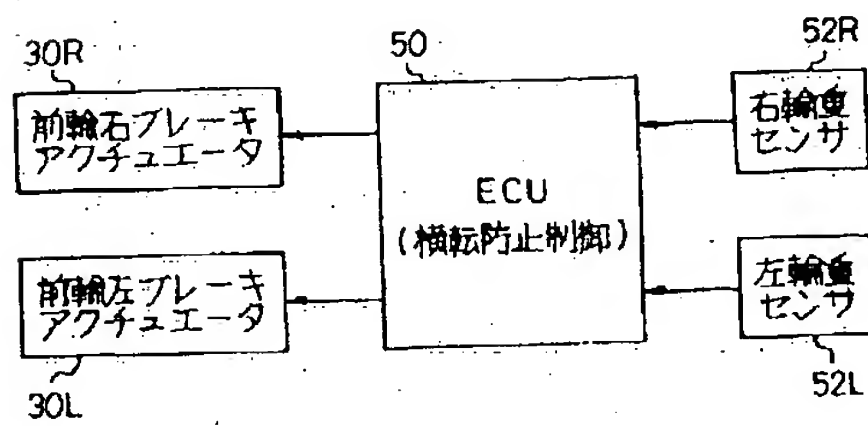 30R
前輪右ブレーキ
アクチュエータ
50
ECU
(横転防止制御)
52R
右輪重
センサ
前輪左ブレーキ
アクチュエータ
30L
左輪重
センサ
52L